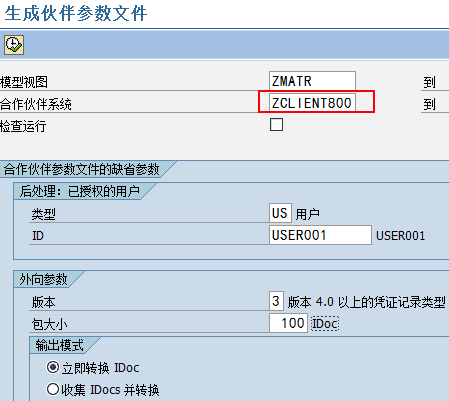 生成伙伴参数文件
模型视图 ZMATR 到
合作伙伴系统 ZCLIENT800 到
检查运行
合作伙伴参数文件的缺省参数
后处理：已授权的用户
类型 US 用户
ID USER001 USER001
外向参数
版本 3 版本 4.0 以上的凭证记录类型
包大小 100 IDoc
输出模式
立即转换 IDoc
收集 IDocs 并转换